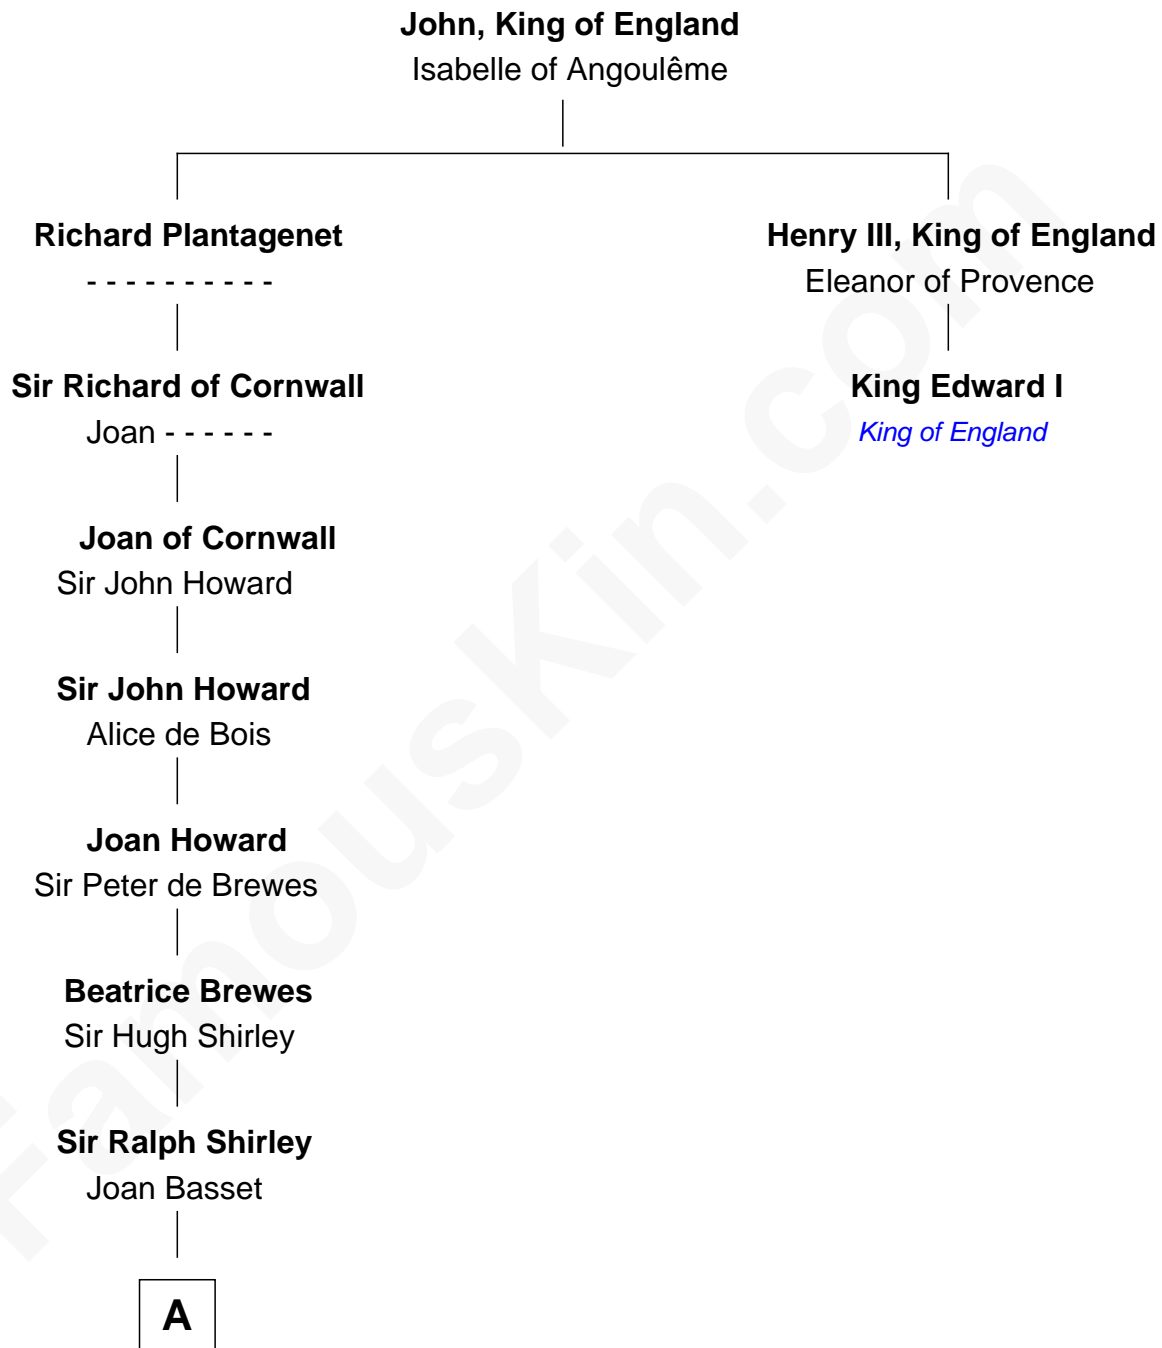 John, King of England
Isabelle of Angoulême
Richard Plantagenet
- - - - - - - - - -
Henry III, King of England
Eleanor of Provence
Sir Richard of Cornwall
Joan - - - - - -
King Edward I
King of England
Joan of Cornwall
Sir John Howard
Sir John Howard
Alice de Bois
Joan Howard
Sir Peter de Brewes
Beatrice Brewes
Sir Hugh Shirley
Sir Ralph Shirley
Joan Basset
A
FamousKin.com